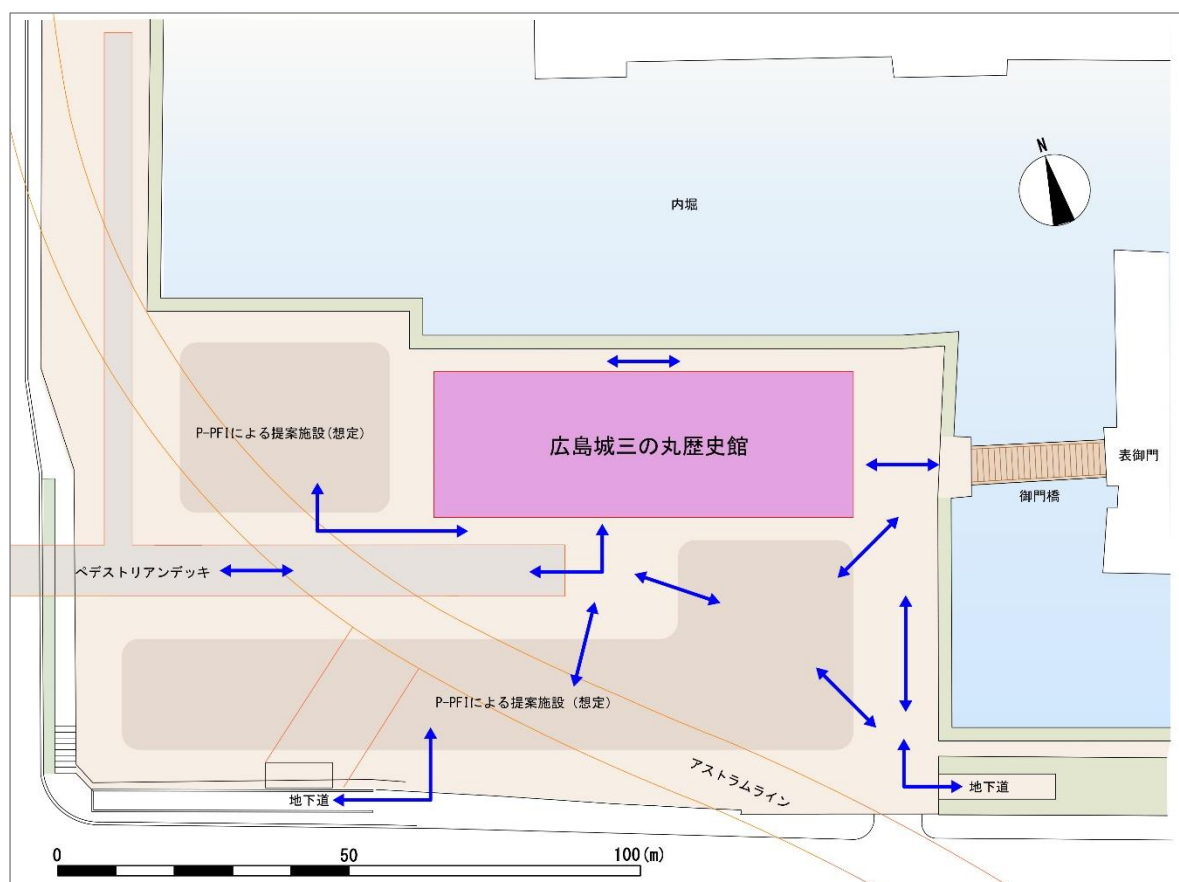 N
内堀
P-PFIによる提案施設(想定)
広島城三の丸歴史館
表御門
御門橋
ペデストリアンデッキ
P-PFIによる提案施設（想定）
アストラムライン
地下道
地下道
0 50 100(m)